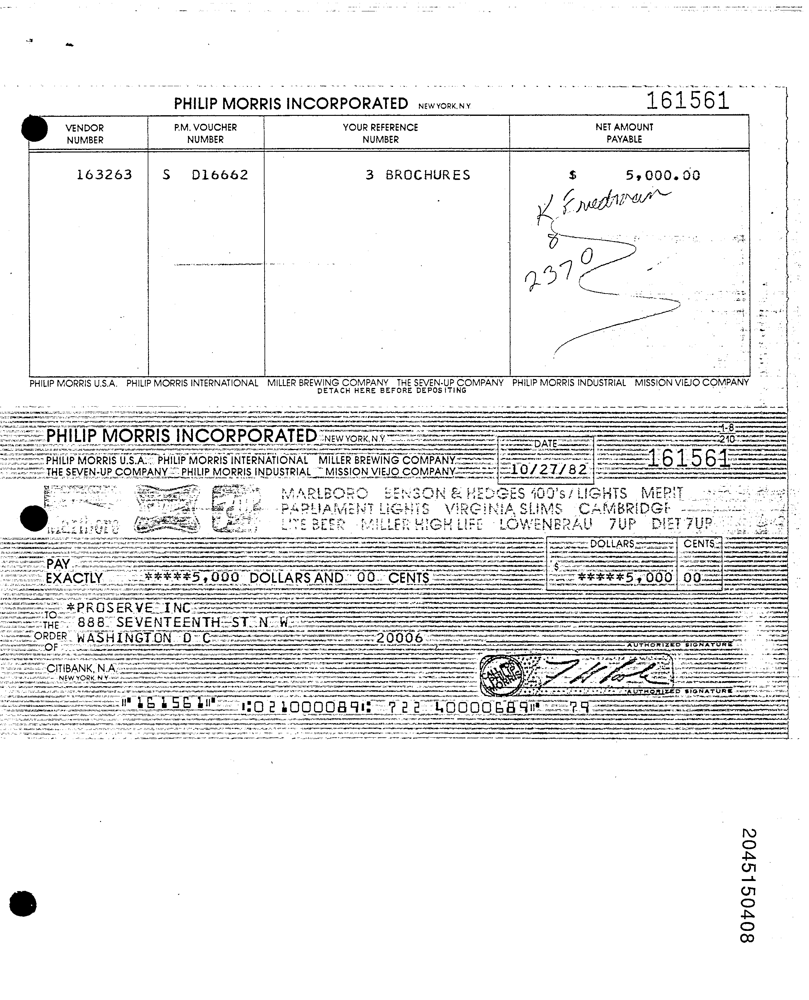 PHILIP MORRIS INCORPORATED NEW YORK, N.Y. 161561
VENDOR NUMBER P.M. VOUCHER NUMBER YOUR REFERENCE NUMBER NET AMOUNT PAYABLE
163263 S D16662 3 BROCHURES $ 5,000.00
K. Friedman
8
2370
PHILIP MORRIS U.S.A. PHILIP MORRIS INTERNATIONAL MILLER BREWING COMPANY THE SEVEN-UP COMPANY PHILIP MORRIS INDUSTRIAL MISSION VIEJO COMPANY
DETACH HERE BEFORE DEPOSITING
PHILIP MORRIS INCORPORATED NEW YORK, N.Y.
1-8
210
PHILIP MORRIS U.S.A. PHILIP MORRIS INTERNATIONAL MILLER BREWING COMPANY
THE SEVEN-UP COMPANY PHILIP MORRIS INDUSTRIAL MISSION VIEJO COMPANY
DATE
10/27/82
161561
MARLBORO BENSON & HEDGES 100's/LIGHTS MERIT
PARLIAMENT LIGHTS VIRGINIA SLIMS CAMBRIDGE
Marlboro LITE BEER MILLER HIGH LIFE LOWENBRAU 7UP DIET 7UP
DOLLARS CENTS
PAY
EXACTLY *****5,000 DOLLARS AND 00 CENTS $ *****5,000 00
TO THE ORDER OF
*PROSERVE INC
888 SEVENTEENTH ST N W
WASHINGTON D C 20006
AUTHORIZED SIGNATURE
CITIBANK, N.A.
NEW YORK N.Y.
AUTHORIZED SIGNATURE
⑈161561⑈ ⑆021000089⑆ 722 40000689⑈ 79
2045150408